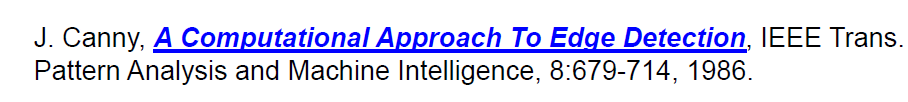 J. Canny, A Computational Approach To Edge Detection, IEEE Trans.
Pattern Analysis and Machine Intelligence, 8:679-714, 1986.